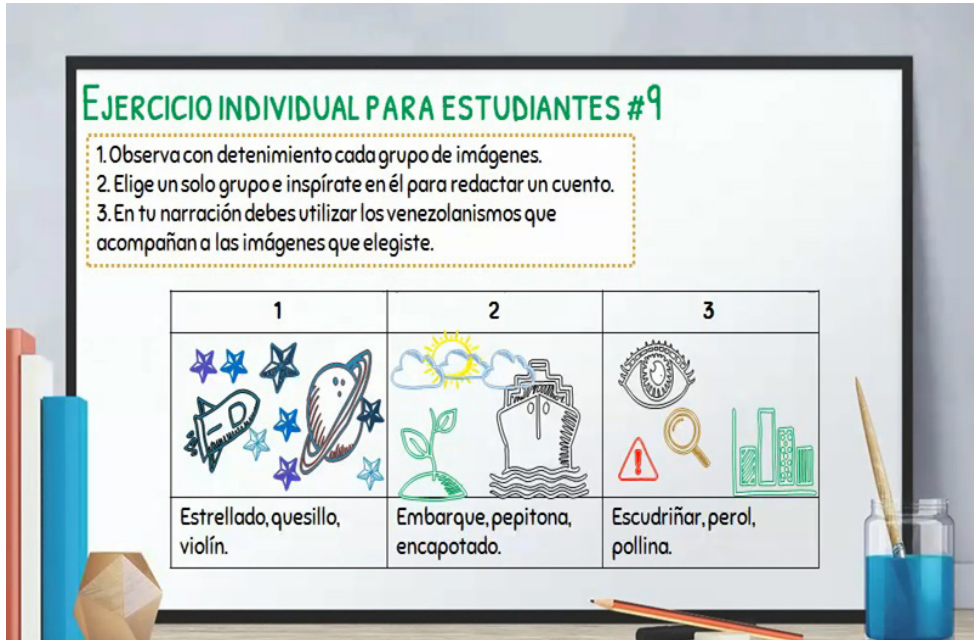 EJERCICIO INDIVIDUAL PARA ESTUDIANTES #9
1. Observa con detenimiento cada grupo de imágenes.
2. Elige un solo grupo e inspírate en él para redactar un cuento.
3. En tu narración debes utilizar los venezolanismos que
acompañan a las imágenes que elegiste.
1
2
3
Estrellado, quesillo,
violín.
Embarque, pepitona,
encapotado.
Escudriñar, perol,
pollina.